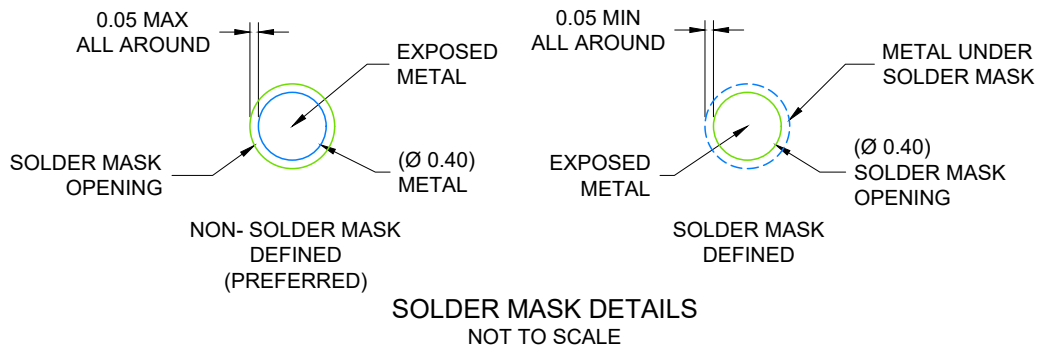 0.05 MAX
ALL AROUND
EXPOSED
METAL
SOLDER MASK
OPENING
(Ø 0.40)
METAL
NON- SOLDER MASK
DEFINED
(PREFERRED)
0.05 MIN
ALL AROUND
METAL UNDER
SOLDER MASK
EXPOSED
METAL
(Ø 0.40)
SOLDER MASK
OPENING
SOLDER MASK
DEFINED
SOLDER MASK DETAILS
NOT TO SCALE